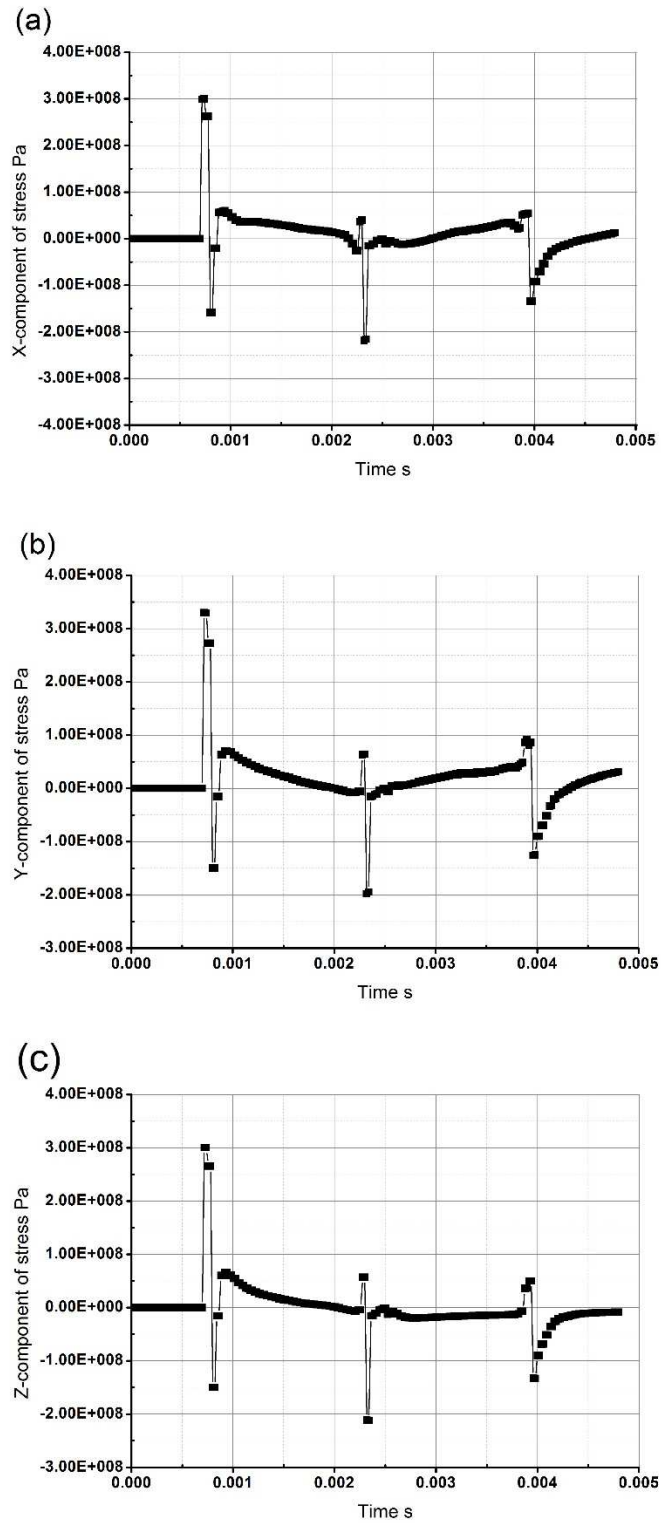 (a)
4.00E+008
3.00E+008
2.00E+008
1.00E+008
0.00E+000
-1.00E+008
-2.00E+008
-3.00E+008
-4.00E+008
X-component of stress Pa
0.000 0.001 0.002 0.003 0.004 0.005
Time s
(b)
4.00E+008
3.00E+008
2.00E+008
1.00E+008
0.00E+000
-1.00E+008
-2.00E+008
-3.00E+008
Y-component of stress Pa
0.000 0.001 0.002 0.003 0.004 0.005
Time s
(c)
4.00E+008
3.00E+008
2.00E+008
1.00E+008
0.00E+000
-1.00E+008
-2.00E+008
-3.00E+008
Z-component of stress Pa
0.000 0.001 0.002 0.003 0.004 0.005
Time s